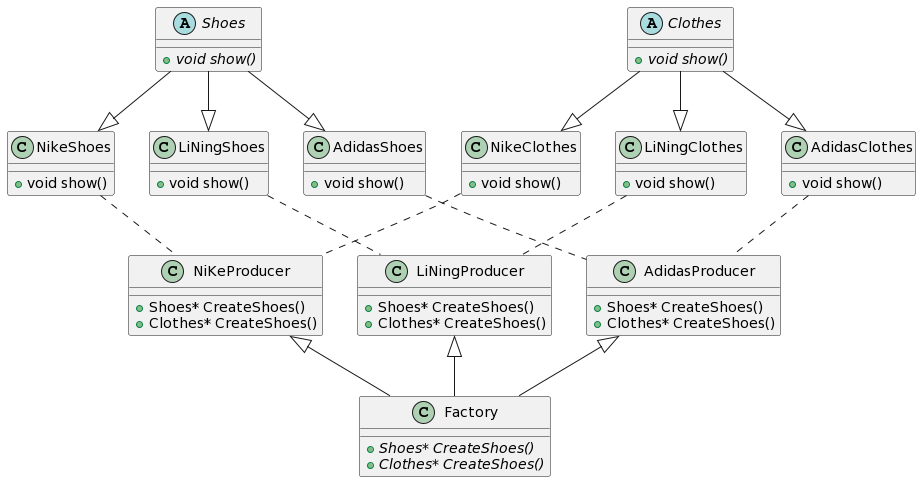 A Shoes
void show()
A Clothes
void show()
C NikeShoes
void show()
C LiNingShoes
void show()
C AdidasShoes
void show()
C NikeClothes
void show()
C LiNingClothes
void show()
C AdidasClothes
void show()
C NiKeProducer
Shoes* CreateShoes()
Clothes* CreateShoes()
C LiNingProducer
Shoes* CreateShoes()
Clothes* CreateShoes()
C AdidasProducer
Shoes* CreateShoes()
Clothes* CreateShoes()
C Factory
Shoes* CreateShoes()
Clothes* CreateShoes()